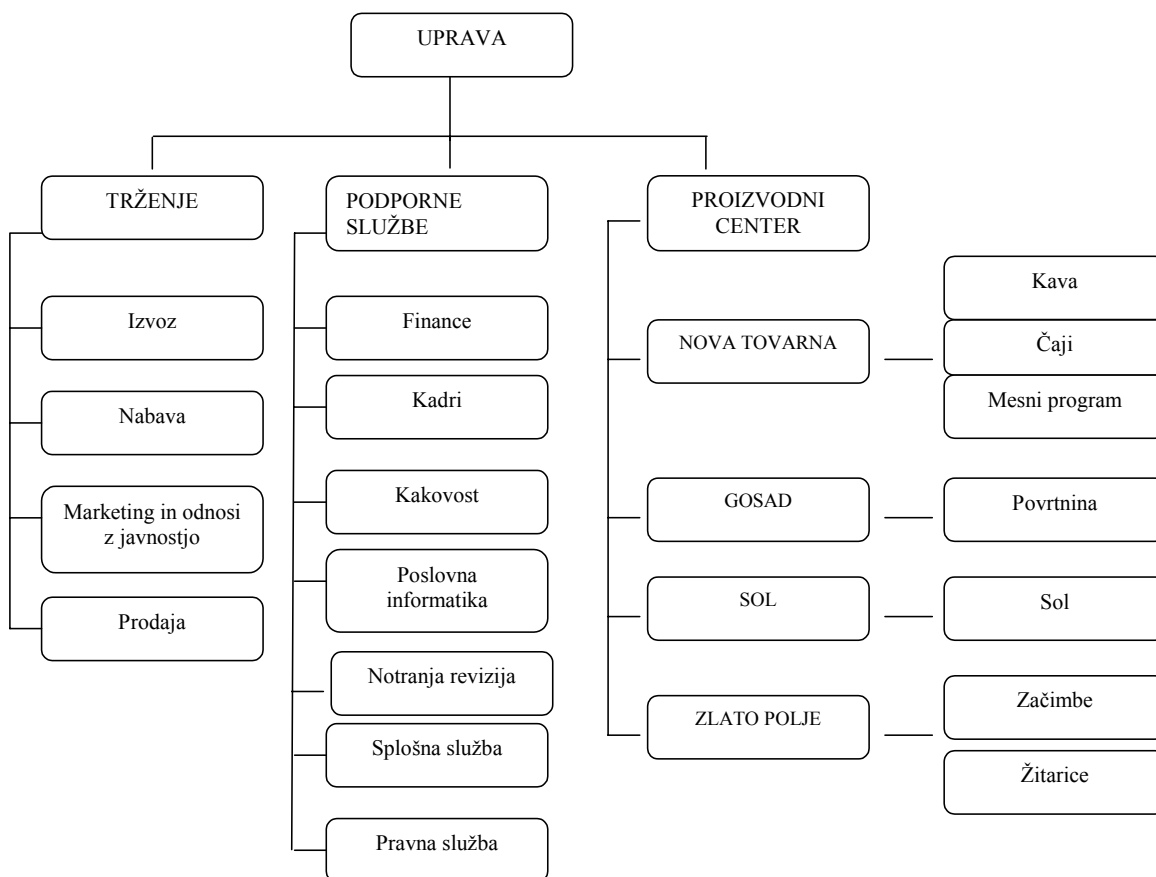 UPRAVA
TRŽENJE
Izvoz
Nabava
Marketing in odnosi
z javnostjo
Prodaja
PODPORNE
SLUŽBE
Finance
Kadri
Kakovost
Poslovna
informatika
Notranja revizija
Splošna služba
Pravna služba
PROIZVODNI
CENTER
NOVA TOVARNA
Kava
Čaji
Mesni program
GOSAD
Povrtnina
SOL
Sol
ZLATO POLJE
Začimbe
Žitarice